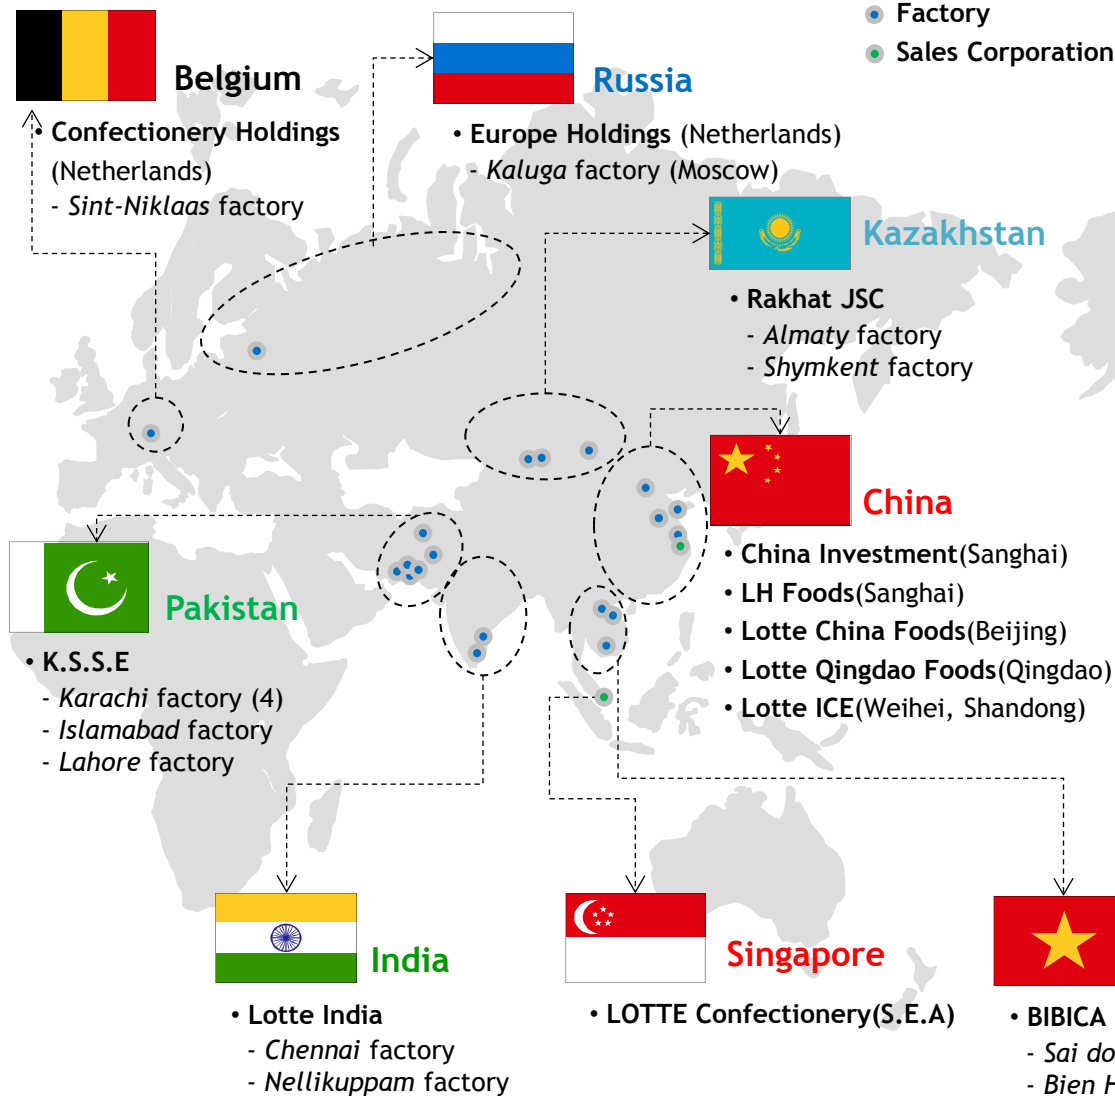 Factory
Sales Corporation
Belgium
• Confectionery Holdings
(Netherlands)
- Sint-Niklaas factory
Russia
• Europe Holdings (Netherlands)
- Kaluga factory (Moscow)
Kazakhstan
• Rakhat JSC
- Almaty factory
- Shymkent factory
China
• China Investment(Sanghai)
• LH Foods(Sanghai)
• Lotte China Foods(Beijing)
• Lotte Qingdao Foods(Qingdao)
• Lotte ICE(Weihei, Shandong)
Pakistan
• K.S.S.E
- Karachi factory (4)
- Islamabad factory
- Lahore factory
India
• Lotte India
- Chennai factory
- Nellikuppam factory
Singapore
• LOTTE Confectionery(S.E.A)
• BIBICA
- Sai do
- Bien H